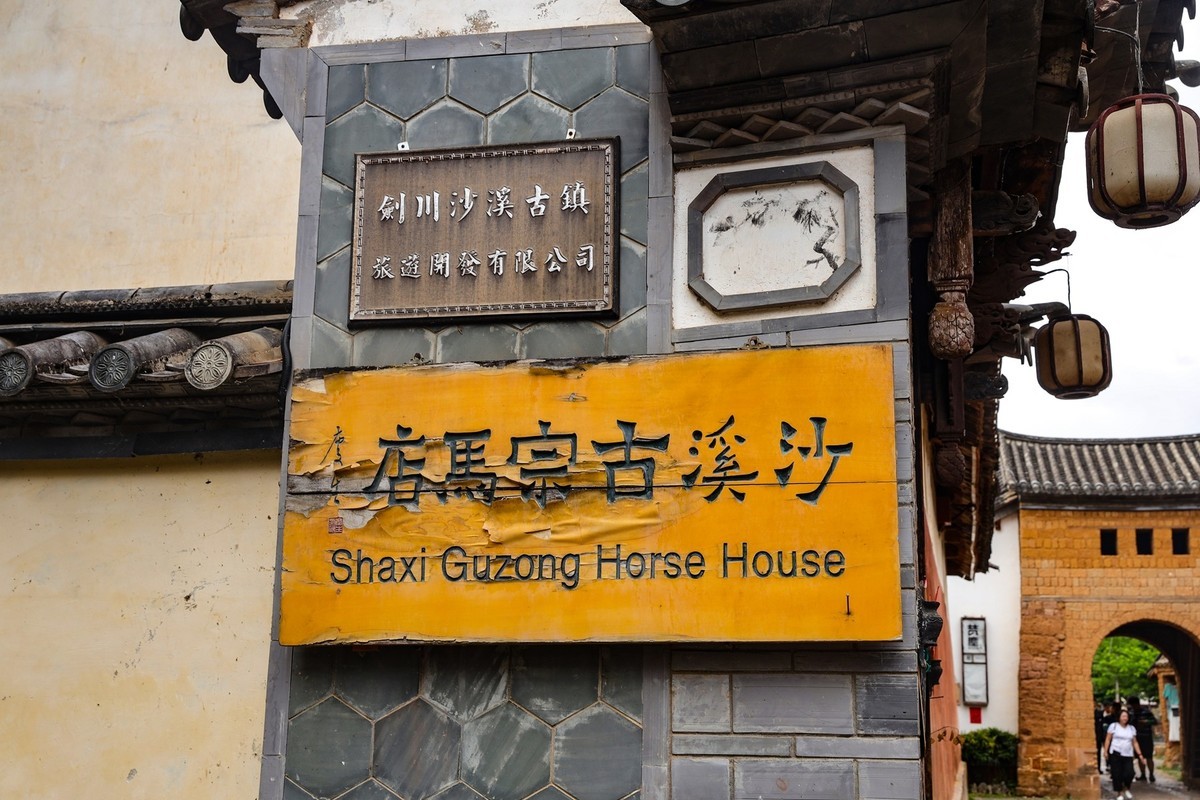 劍川沙溪古鎮
旅遊開發有限公司
沙溪古宗馬店
Shaxi Guzong Horse House